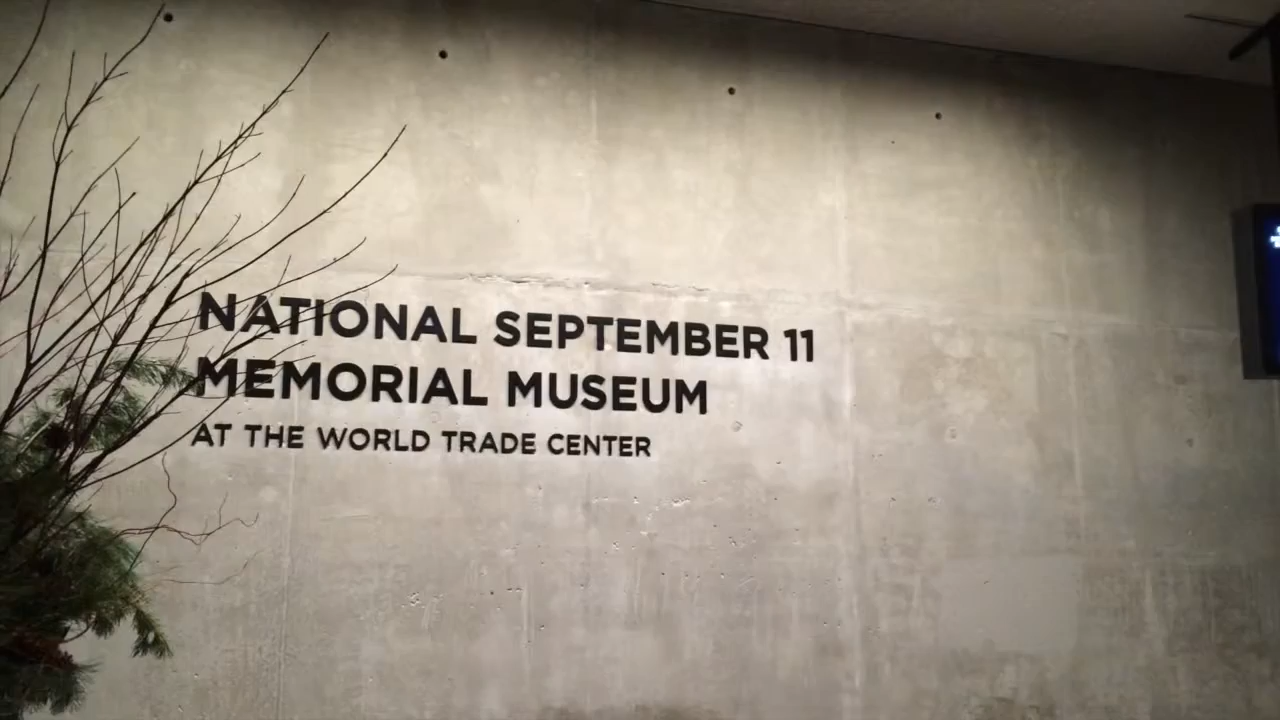 NATIONAL SEPTEMBER 11
MEMORIAL MUSEUM
AT THE WORLD TRADE CENTER